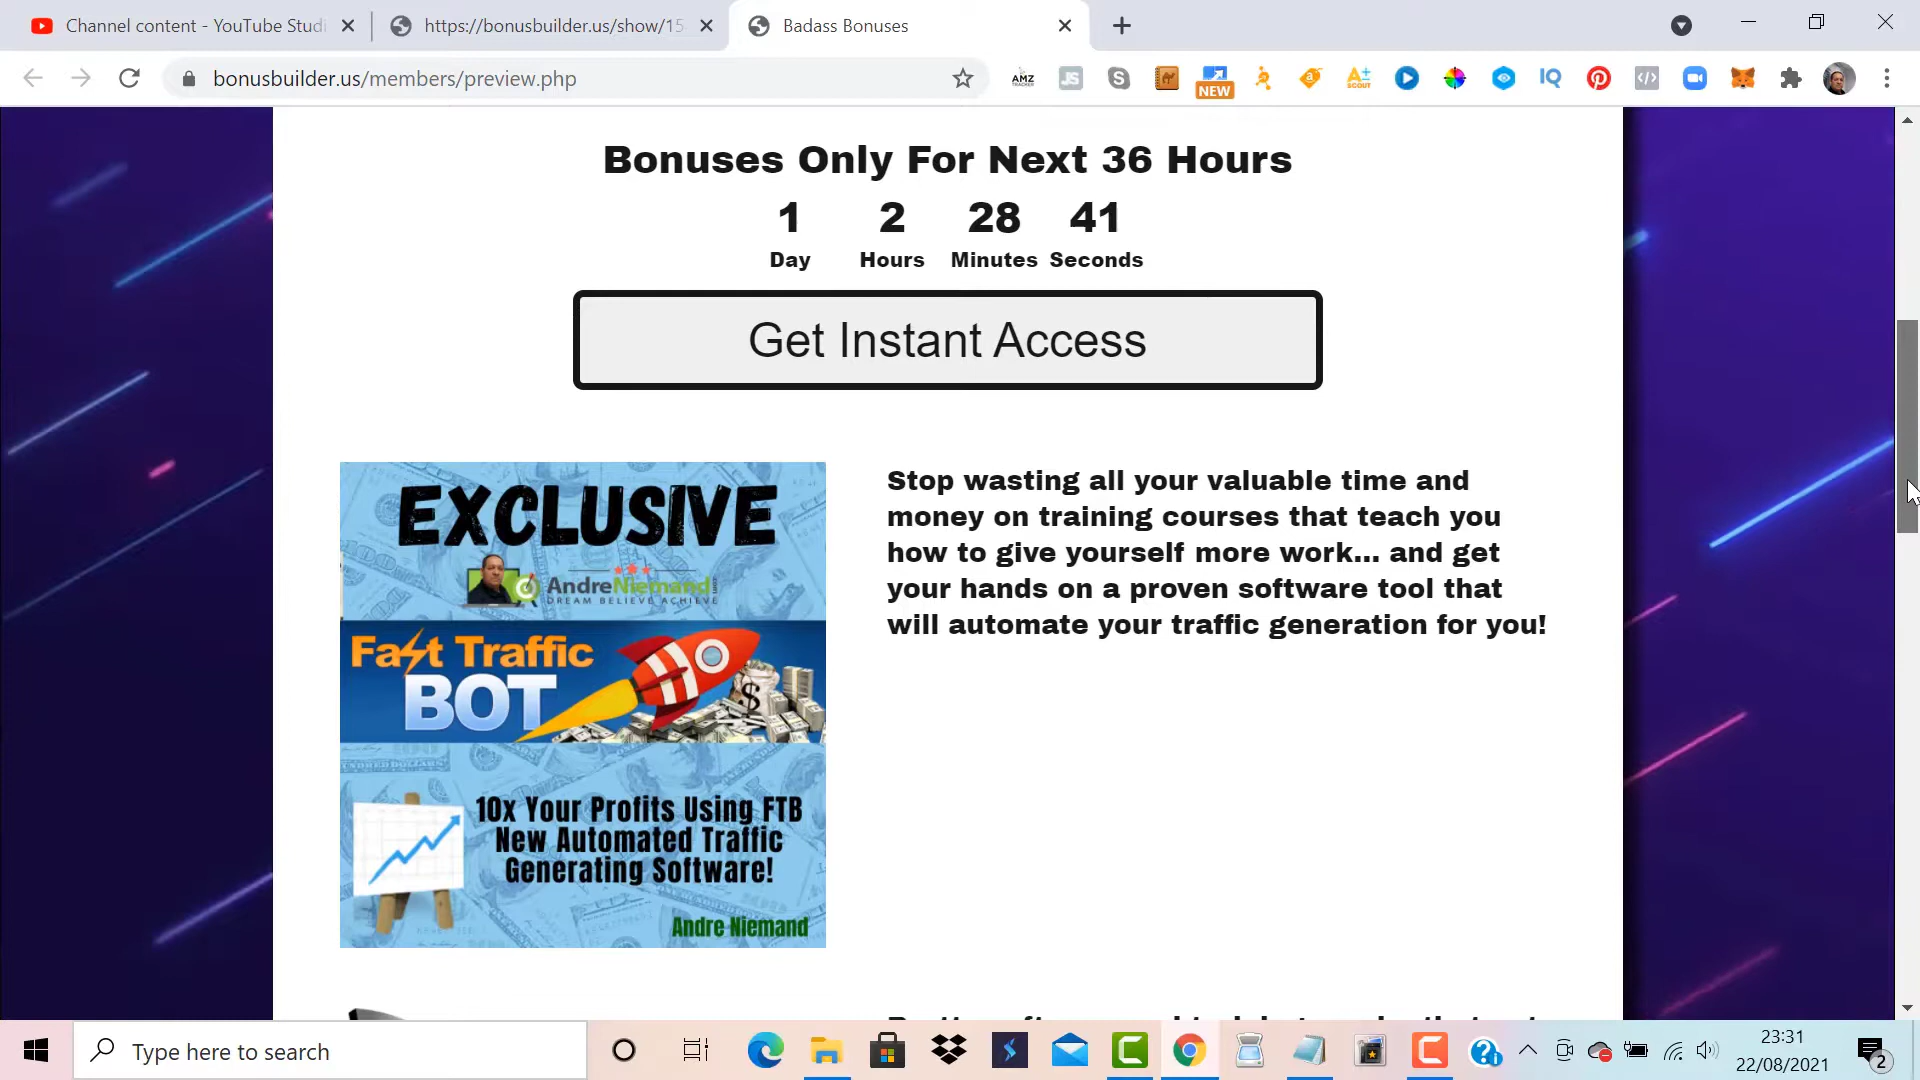 Channel content - YouTube Studi
https://bonusbuilder.us/show/15
Badass Bonuses
bonusbuilder.us/members/preview.php
AMZ
TRACKER
JS
S
NEW
a
A+
SCOUT
IQ
Bonuses Only For Next 36 Hours
1 2 28 41
Day Hours Minutes Seconds
Get Instant Access
EXCLUSIVE
AndreNiemand
DREAM BELIEVE ACHIEVE
Fast Traffic
BOT
10x Your Profits Using FTB
New Automated Traffic
Generating Software!
Andre Niemand
Stop wasting all your valuable time and
money on training courses that teach you
how to give yourself more work... and get
your hands on a proven software tool that
will automate your traffic generation for you!
Type here to search
23:31
22/08/2021
2